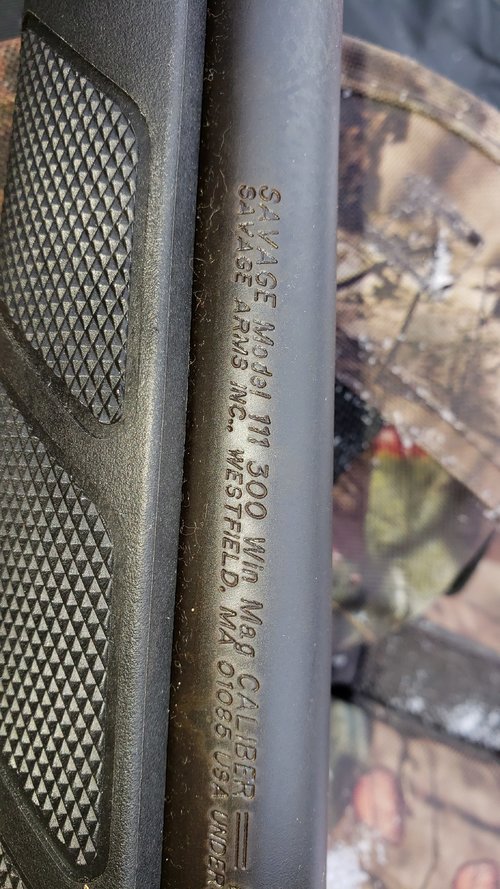 SAVAGE Model 111 300 Win Mag CALIBER
SAVAGE ARMS INC., WESTFIELD, MA 01085 USA UNDER